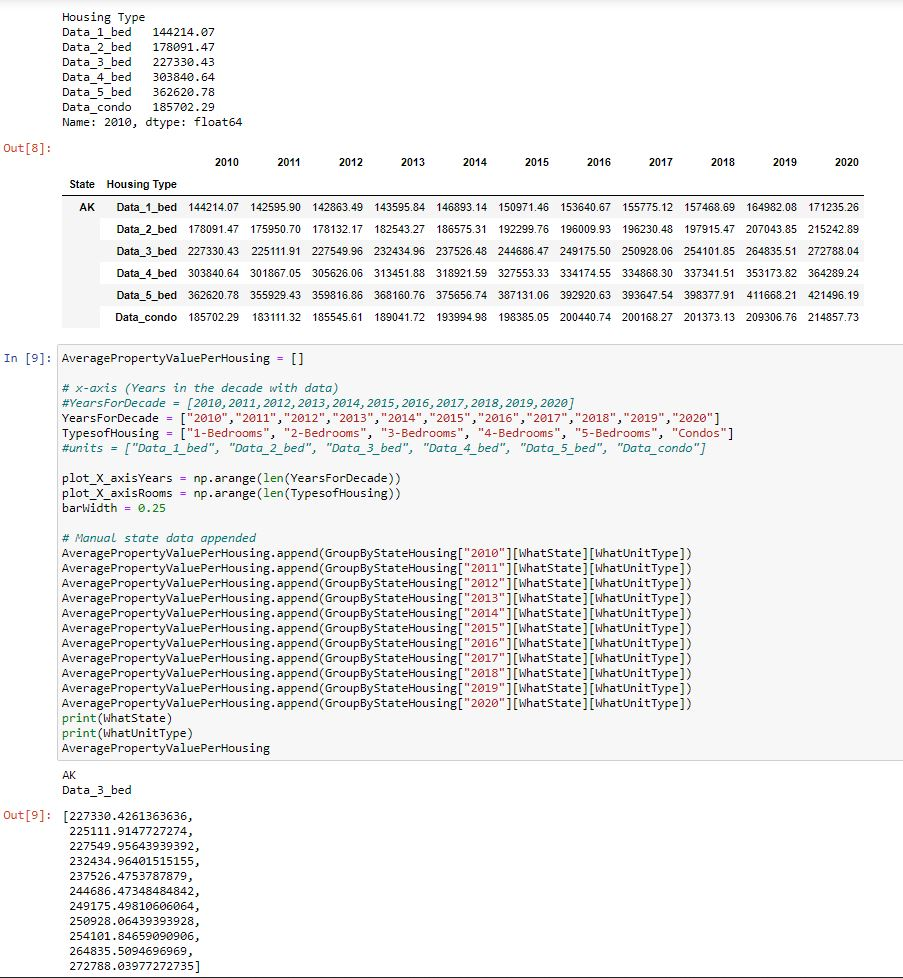 Housing Type
Data_1_bed 144214.07
Data_2_bed 178091.47
Data_3_bed 227330.43
Data_4_bed 303840.64
Data_5_bed 362620.78
Data_condo 185702.29
Name: 2010, dtype: float64
Out[8]:
2010 2011 2012 2013 2014 2015 2016 2017 2018 2019 2020
State Housing Type
AK Data_1_bed 144214.07 142595.90 142863.49 143595.84 146893.14 150971.46 153640.67 155775.12 157468.69 164982.08 171235.26
Data_2_bed 178091.47 175950.70 178132.17 182543.27 186575.31 192299.76 196009.93 196230.48 197915.47 207043.85 215242.89
Data_3_bed 227330.43 225111.91 227549.96 232434.96 237526.48 244686.47 249175.50 250928.06 254101.85 264835.51 272788.04
Data_4_bed 303840.64 301867.05 305626.06 313451.88 318921.59 327553.33 334174.55 334868.30 337341.51 353173.82 364289.24
Data_5_bed 362620.78 355929.43 359816.86 368160.76 375656.74 387131.06 392920.63 393647.54 398377.91 411668.21 421496.19
Data_condo 185702.29 183111.32 185545.61 189041.72 193994.98 198385.05 200440.74 200168.27 201373.13 209306.76 214857.73
In [9]: AveragePropertyValuePerHousing = []
# x-axis (Years in the decade with data)
#YearsForDecade = [2010,2011,2012,2013,2014,2015,2016,2017,2018,2019,2020]
YearsForDecade = ["2010","2011","2012","2013","2014","2015","2016","2017","2018","2019","2020"]
TypesofHousing = ["1-Bedrooms", "2-Bedrooms", "3-Bedrooms", "4-Bedrooms", "5-Bedrooms", "Condos"]
#units = ["Data_1_bed", "Data_2_bed", "Data_3_bed", "Data_4_bed", "Data_5_bed", "Data_condo"]
plot_X_axisYears = np.arange(len(YearsForDecade))
plot_X_axisRooms = np.arange(len(TypesofHousing))
barWidth = 0.25
# Manual state data appended
AveragePropertyValuePerHousing.append(GroupByStateHousing["2010"][WhatState][WhatUnitType])
AveragePropertyValuePerHousing.append(GroupByStateHousing["2011"][WhatState][WhatUnitType])
AveragePropertyValuePerHousing.append(GroupByStateHousing["2012"][WhatState][WhatUnitType])
AveragePropertyValuePerHousing.append(GroupByStateHousing["2013"][WhatState][WhatUnitType])
AveragePropertyValuePerHousing.append(GroupByStateHousing["2014"][WhatState][WhatUnitType])
AveragePropertyValuePerHousing.append(GroupByStateHousing["2015"][WhatState][WhatUnitType])
AveragePropertyValuePerHousing.append(GroupByStateHousing["2016"][WhatState][WhatUnitType])
AveragePropertyValuePerHousing.append(GroupByStateHousing["2017"][WhatState][WhatUnitType])
AveragePropertyValuePerHousing.append(GroupByStateHousing["2018"][WhatState][WhatUnitType])
AveragePropertyValuePerHousing.append(GroupByStateHousing["2019"][WhatState][WhatUnitType])
AveragePropertyValuePerHousing.append(GroupByStateHousing["2020"][WhatState][WhatUnitType])
print(WhatState)
print(WhatUnitType)
AveragePropertyValuePerHousing
AK
Data_3_bed
Out[9]: [227330.4261363636,
225111.9147727274,
227549.95643939392,
232434.96401515155,
237526.4753787879,
244686.47348484842,
249175.49810606064,
250928.06439393928,
254101.84659090906,
264835.5094696969,
272788.03977272735]